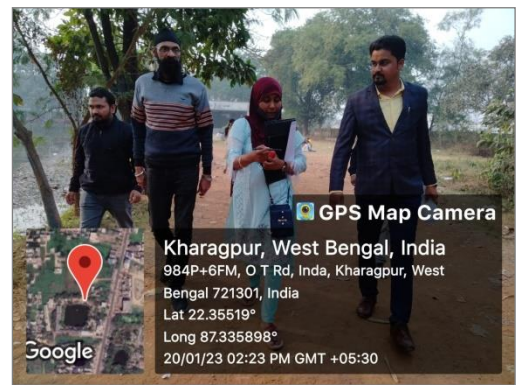 GPS Map Camera
Kharagpur, West Bengal, India
984P+6FM, O T Rd, Inda, Kharagpur, West
Bengal 721301, India
Lat 22.35519°
Long 87.335898°
20/01/23 02:23 PM GMT +05:30
Google